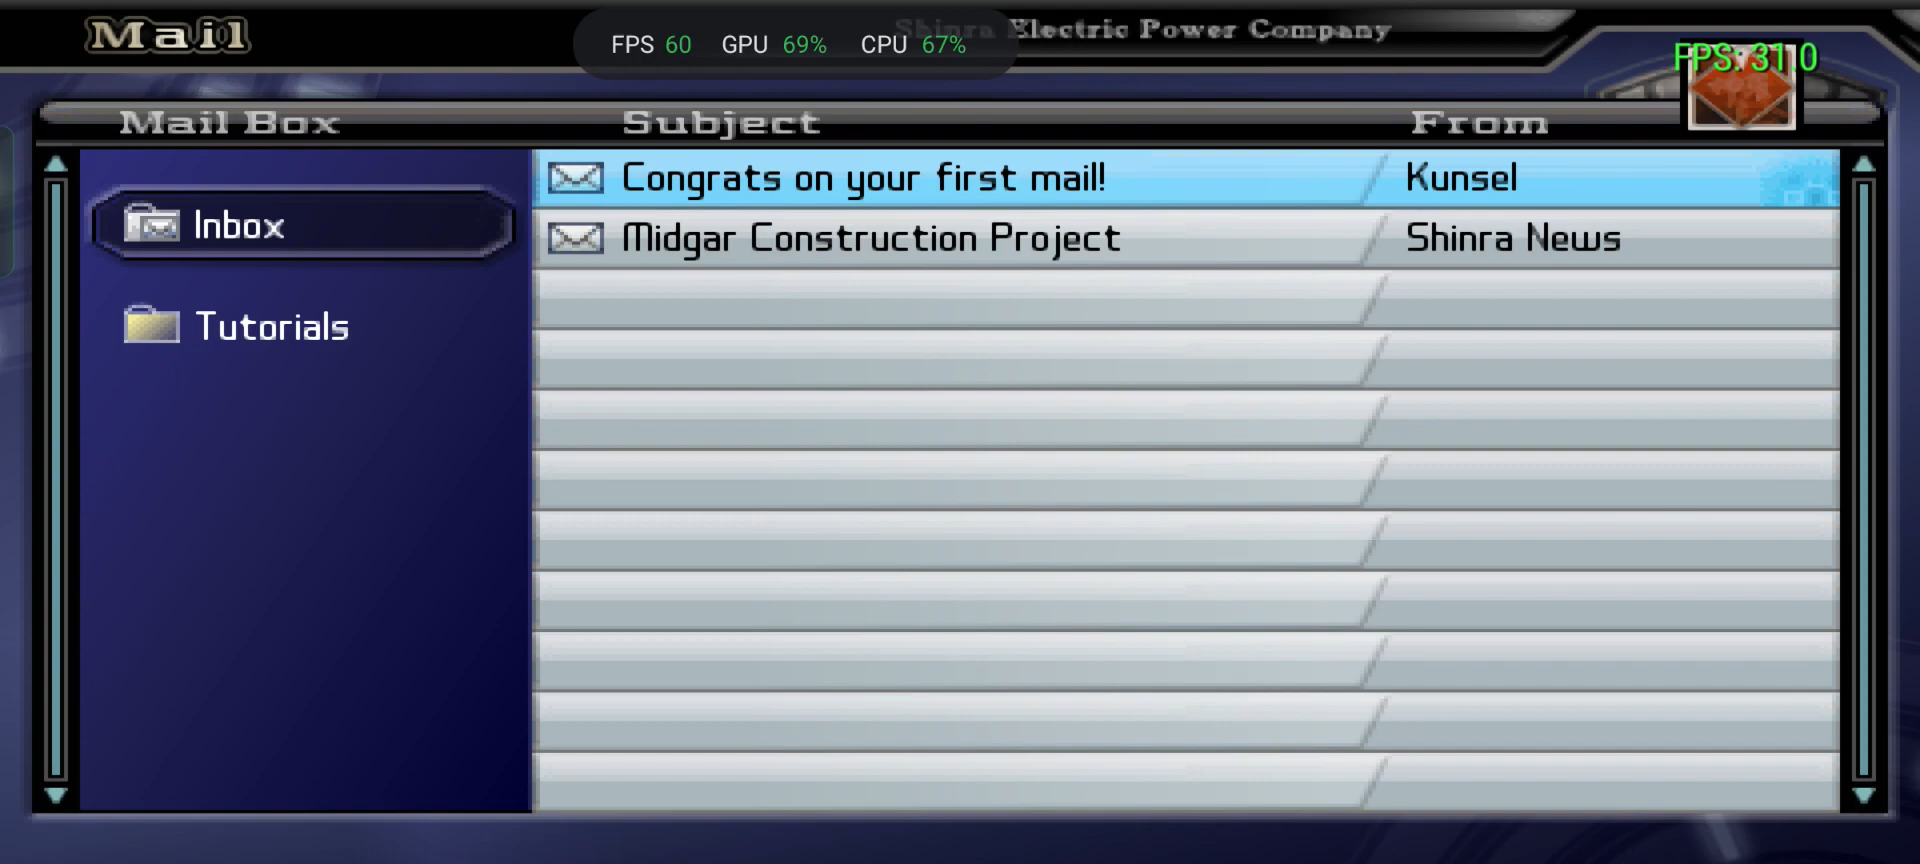 Mail
FPS 60 GPU 69% CPU 67%
Shinra Electric Power Company
FPS: 31.0
Mail Box Subject From
Inbox
Tutorials
Congrats on your first mail! Kunsel
Midgar Construction Project Shinra News